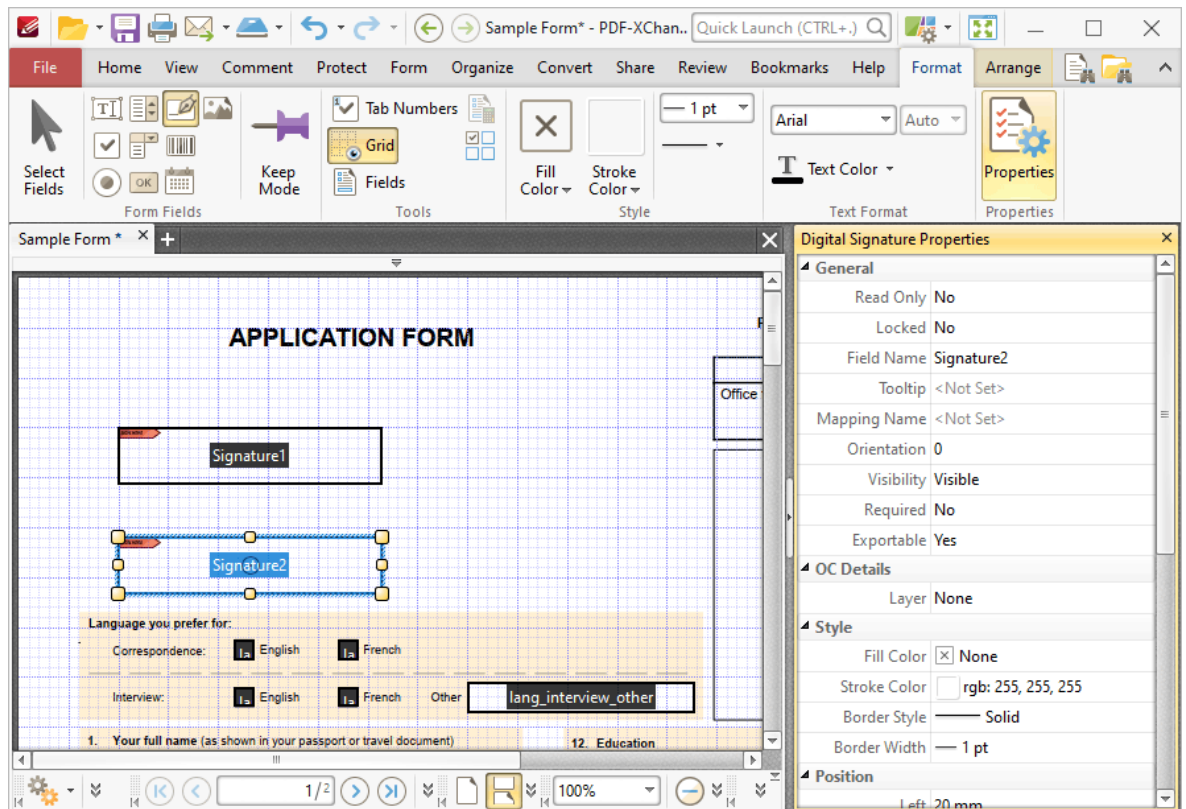 Sample Form* - PDF-XChan.. Quick Launch (CTRL+.)
File Home View Comment Protect Form Organize Convert Share Review Bookmarks Help Format Arrange
Select Fields
OK
Form Fields
Keep Mode
Tab Numbers
Grid
Fields
Tools
Fill Color
Stroke Color
1 pt
Style
Arial Auto
Text Color
Text Format
Properties
Properties
Sample Form *
APPLICATION FORM
Office
Signature1
Signature2
Language you prefer for:
Correspondence: English French
Interview: English French Other lang_interview_other
1. Your full name (as shown in your passport or travel document)
12. Education
1/2
100%
Digital Signature Properties
General
Read Only No
Locked No
Field Name Signature2
Tooltip <Not Set>
Mapping Name <Not Set>
Orientation 0
Visibility Visible
Required No
Exportable Yes
OC Details
Layer None
Style
Fill Color None
Stroke Color rgb: 255, 255, 255
Border Style Solid
Border Width 1 pt
Position
Left 20 mm